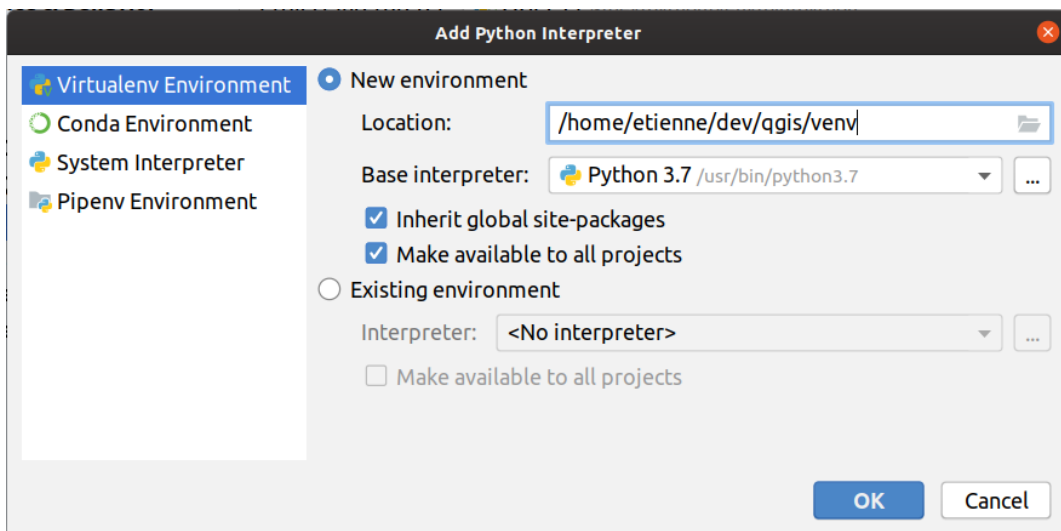 Add Python Interpreter
Virtualenv Environment
Conda Environment
System Interpreter
Pipenv Environment
New environment
Location: /home/etienne/dev/qgis/venv
Base interpreter: Python 3.7 /usr/bin/python3.7 ...
Inherit global site-packages
Make available to all projects
Existing environment
Interpreter: <No interpreter> ...
Make available to all projects
OK Cancel